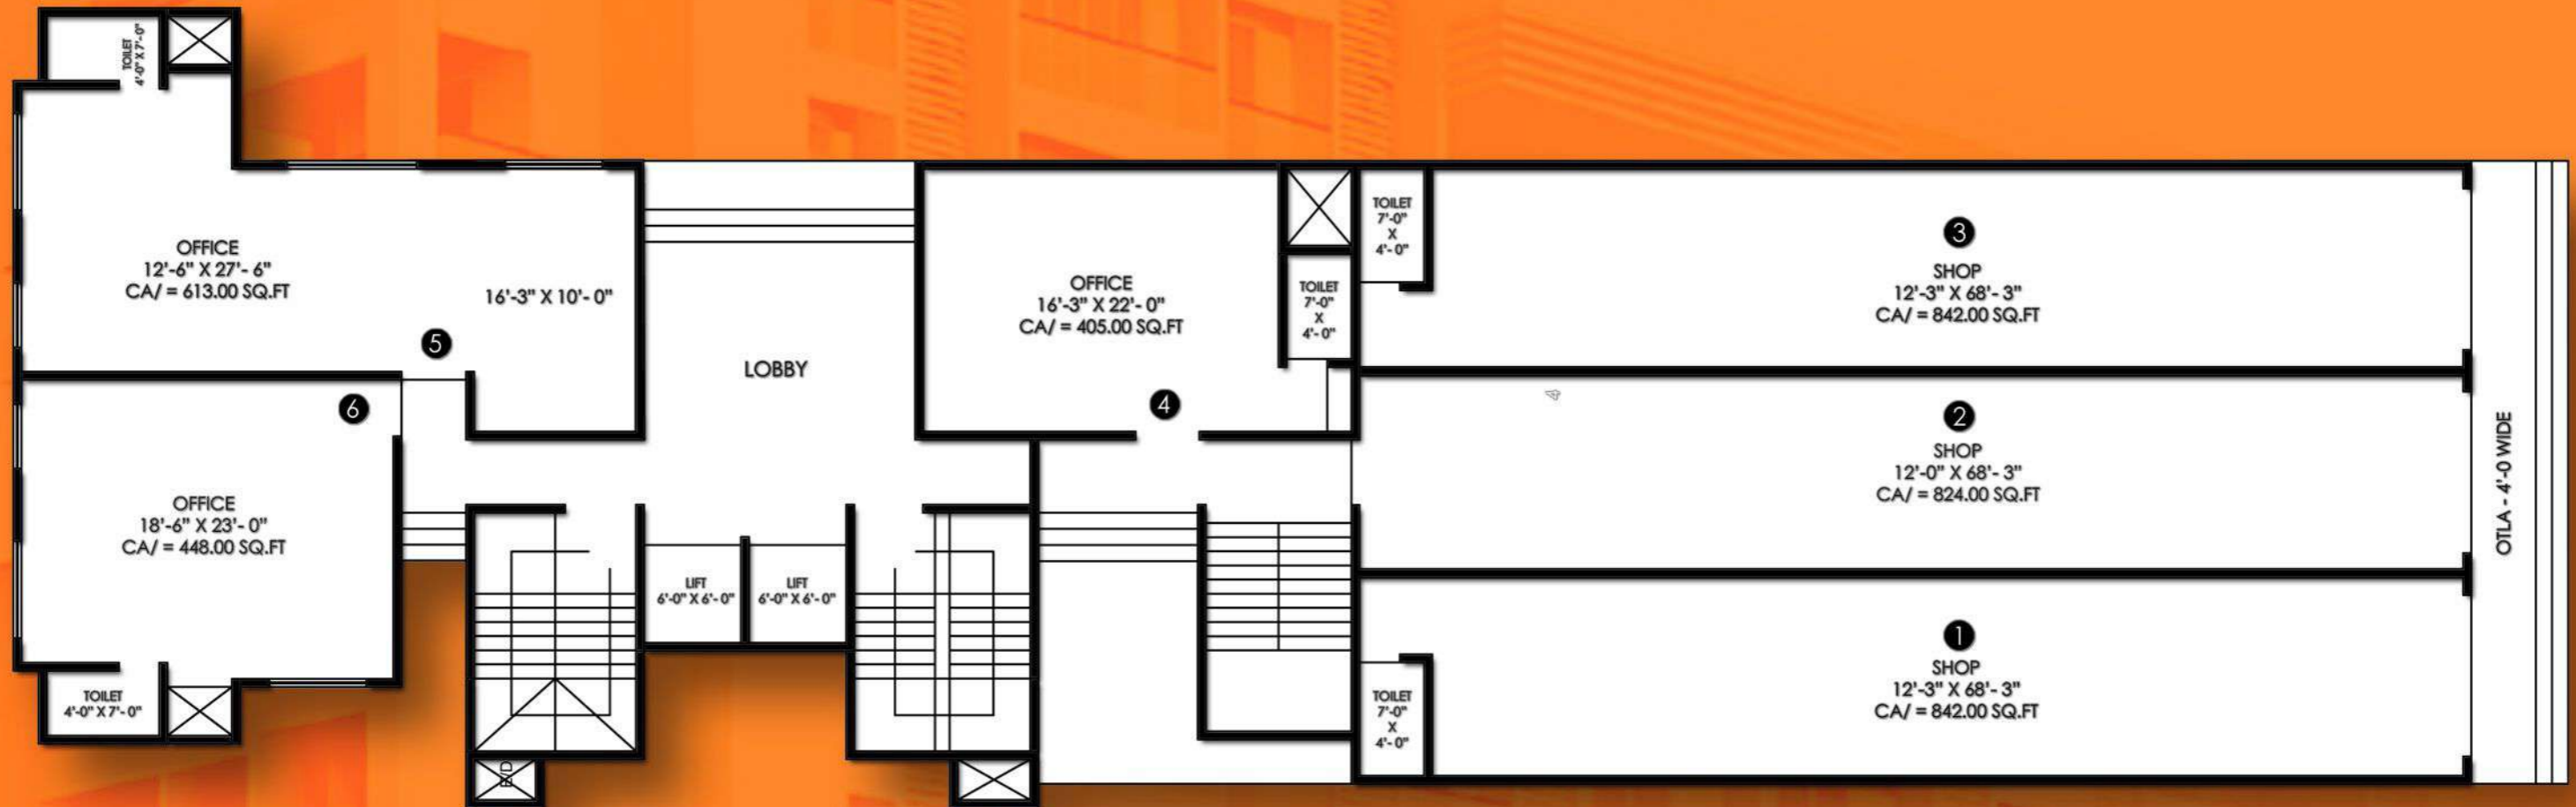 TOILET
4'-0" X 7'-0"
OFFICE
12'-6" X 27'- 6"
CA/ = 613.00 SQ.FT
16'-3" X 10'- 0"
5
6
OFFICE
18'-6" X 23'- 0"
CA/ = 448.00 SQ.FT
TOILET
4'-0" X 7'- 0"
LOBBY
LIFT
6'-0" X 6'- 0"
LIFT
6'-0" X 6'- 0"
OFFICE
16'-3" X 22'- 0"
CA/ = 405.00 SQ.FT
4
TOILET
7'-0"
X
4'- 0"
TOILET
7'-0"
X
4'- 0"
3
SHOP
12'-3" X 68'- 3"
CA/ = 842.00 SQ.FT
2
SHOP
12'-0" X 68'- 3"
CA/ = 824.00 SQ.FT
1
SHOP
12'-3" X 68'- 3"
CA/ = 842.00 SQ.FT
TOILET
7'-0"
X
4'- 0"
OTLA - 4'-0 WIDE